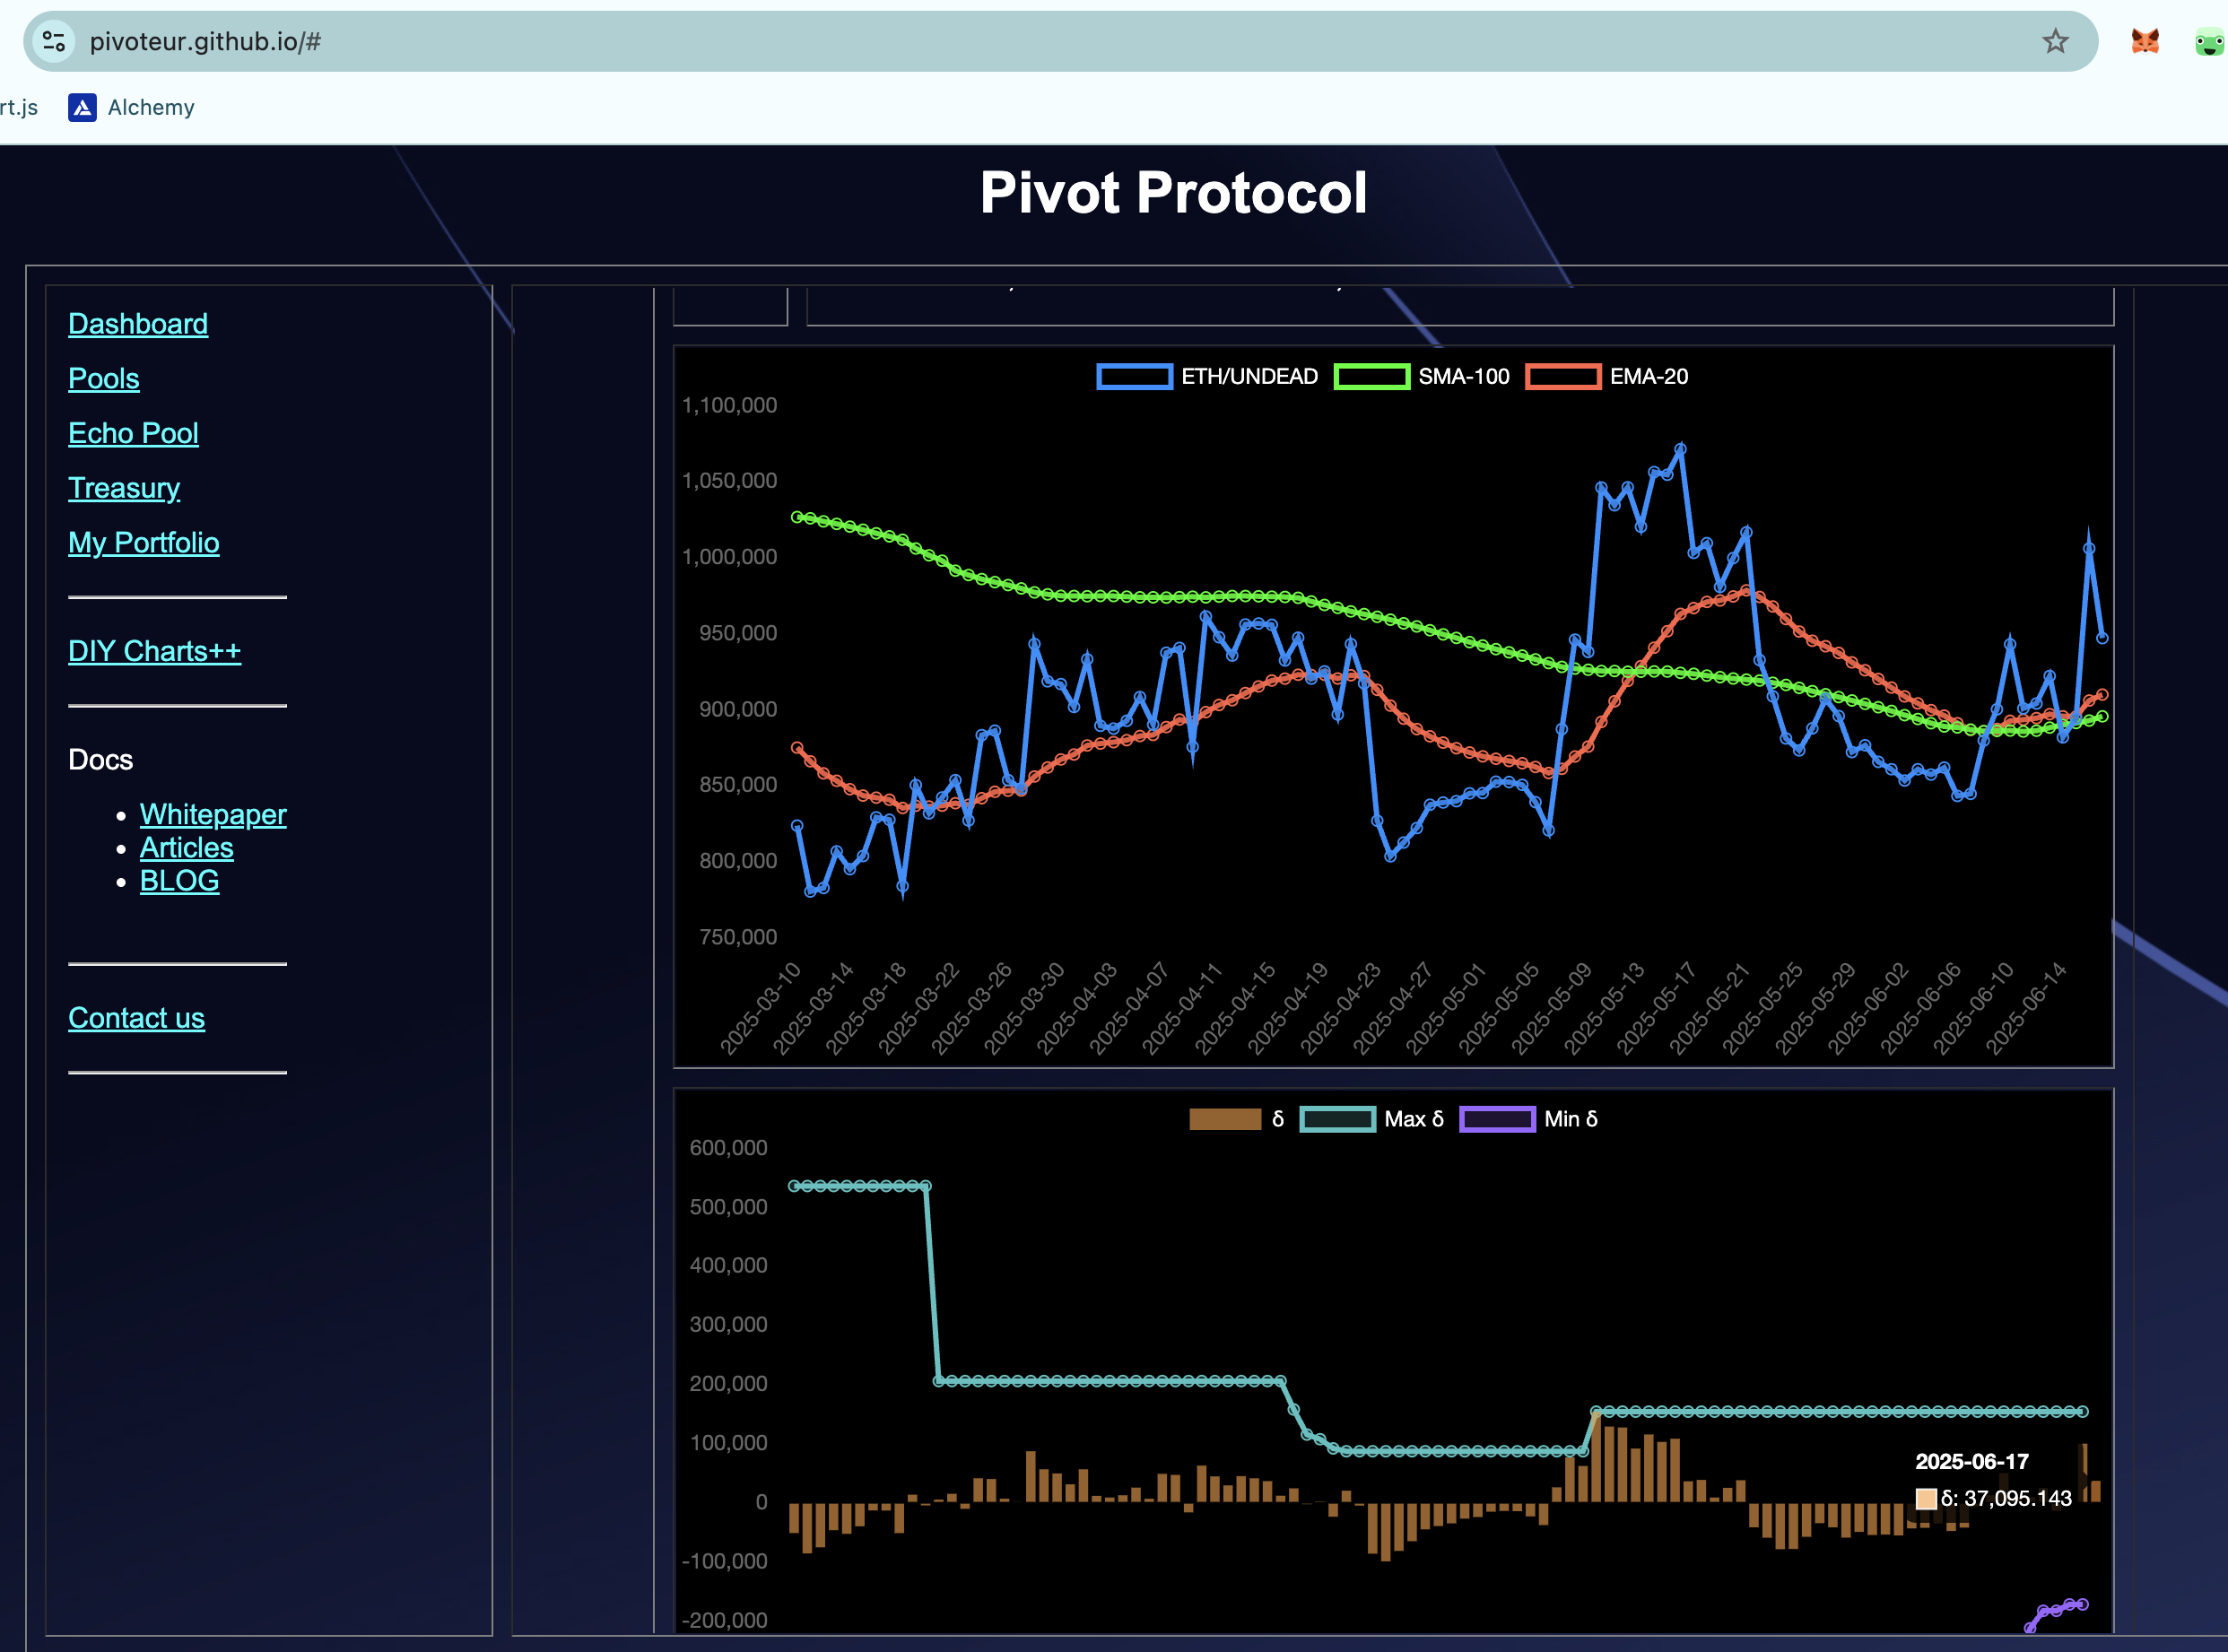 pivoteur.github.io/#
rt.js Alchemy
Pivot Protocol
Dashboard
Pools
Echo Pool
Treasury
My Portfolio
DIY Charts++
Docs
Whitepaper
Articles
BLOG
Contact us
ETH/UNDEAD SMA-100 EMA-20
1,100,000
1,050,000
1,000,000
950,000
900,000
850,000
800,000
750,000
2025-03-10
2025-03-14
2025-03-18
2025-03-22
2025-03-26
2025-03-30
2025-04-03
2025-04-07
2025-04-11
2025-04-15
2025-04-19
2025-04-23
2025-04-27
2025-05-01
2025-05-05
2025-05-09
2025-05-13
2025-05-17
2025-05-21
2025-05-25
2025-05-29
2025-06-02
2025-06-06
2025-06-10
2025-06-14
δ Max δ Min δ
600,000
500,000
400,000
300,000
200,000
100,000
0
-100,000
-200,000
2025-06-17
δ: 37,095.143